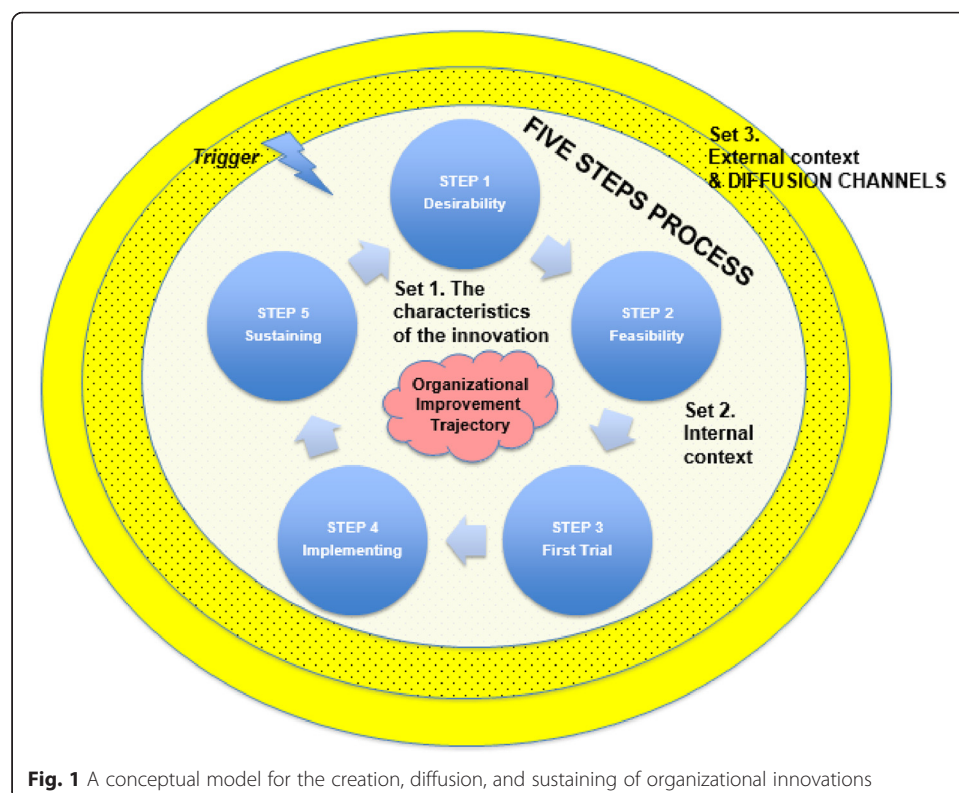 Trigger
FIVE STEPS PROCESS
Set 3.
External context
& DIFFUSION CHANNELS
STEP 1
Desirability
STEP 5
Sustaining
Set 1. The
characteristics
of the innovation
STEP 2
Feasibility
Organizational
Improvement
Trajectory
Set 2.
Internal
context
STEP 4
Implementing
STEP 3
First Trial
Fig. 1 A conceptual model for the creation, diffusion, and sustaining of organizational innovations